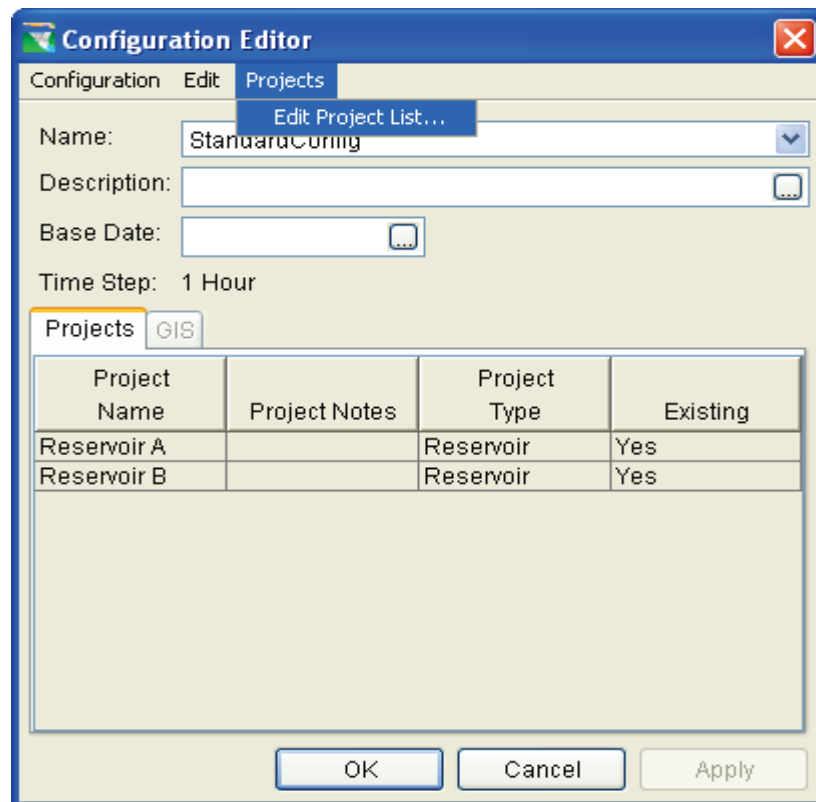 Configuration Editor
Configuration Edit Projects
Edit Project List...
Name: StandardConfig
Description: ...
Base Date: ...
Time Step: 1 Hour
Projects GIS
Project Name Project Notes Project Type Existing
Reservoir A Reservoir Yes
Reservoir B Reservoir Yes
OK Cancel Apply